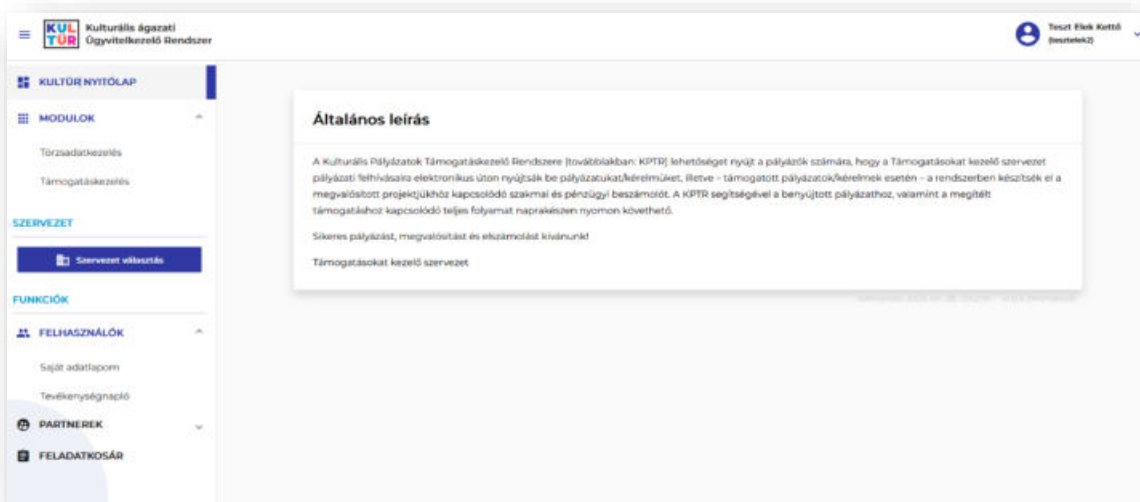 KUL
TÚR
Kulturális ágazati
Ügyvitelkezelő Rendszer
Teszt Elek Kettő
(tesztelek2)
KULTÚR NYITÓLAP
MODULOK
Törzsadatkezelés
Támogatáskezelés
SZERVEZET
Szervezet választás
FUNKCIÓK
FELHASZNÁLÓK
Saját adatlapom
Tevékenységnapló
PARTNEREK
FELADATKOSÁR
Általános leírás
A Kulturális Pályázatok Támogatáskezelő Rendszere (továbbiakban: KPTR) lehetőséget nyújt a pályázók számára, hogy a Támogatásokat kezelő szervezet
pályázati felhívásaira elektronikus úton nyújtsák be pályázatukat/kérelmüket, illetve – támogatott pályázatok/kérelmek esetén – a rendszerben készítsék el a
megvalósított projektjükhöz kapcsolódó szakmai és pénzügyi beszámolót. A KPTR segítségével a benyújtott pályázathoz, valamint a megítélt
támogatáshoz kapcsolódó teljes folyamat naprakészen nyomon követhető.
Sikeres pályázást, megvalósítást és elszámolást kívánunk!
Támogatásokat kezelő szervezet